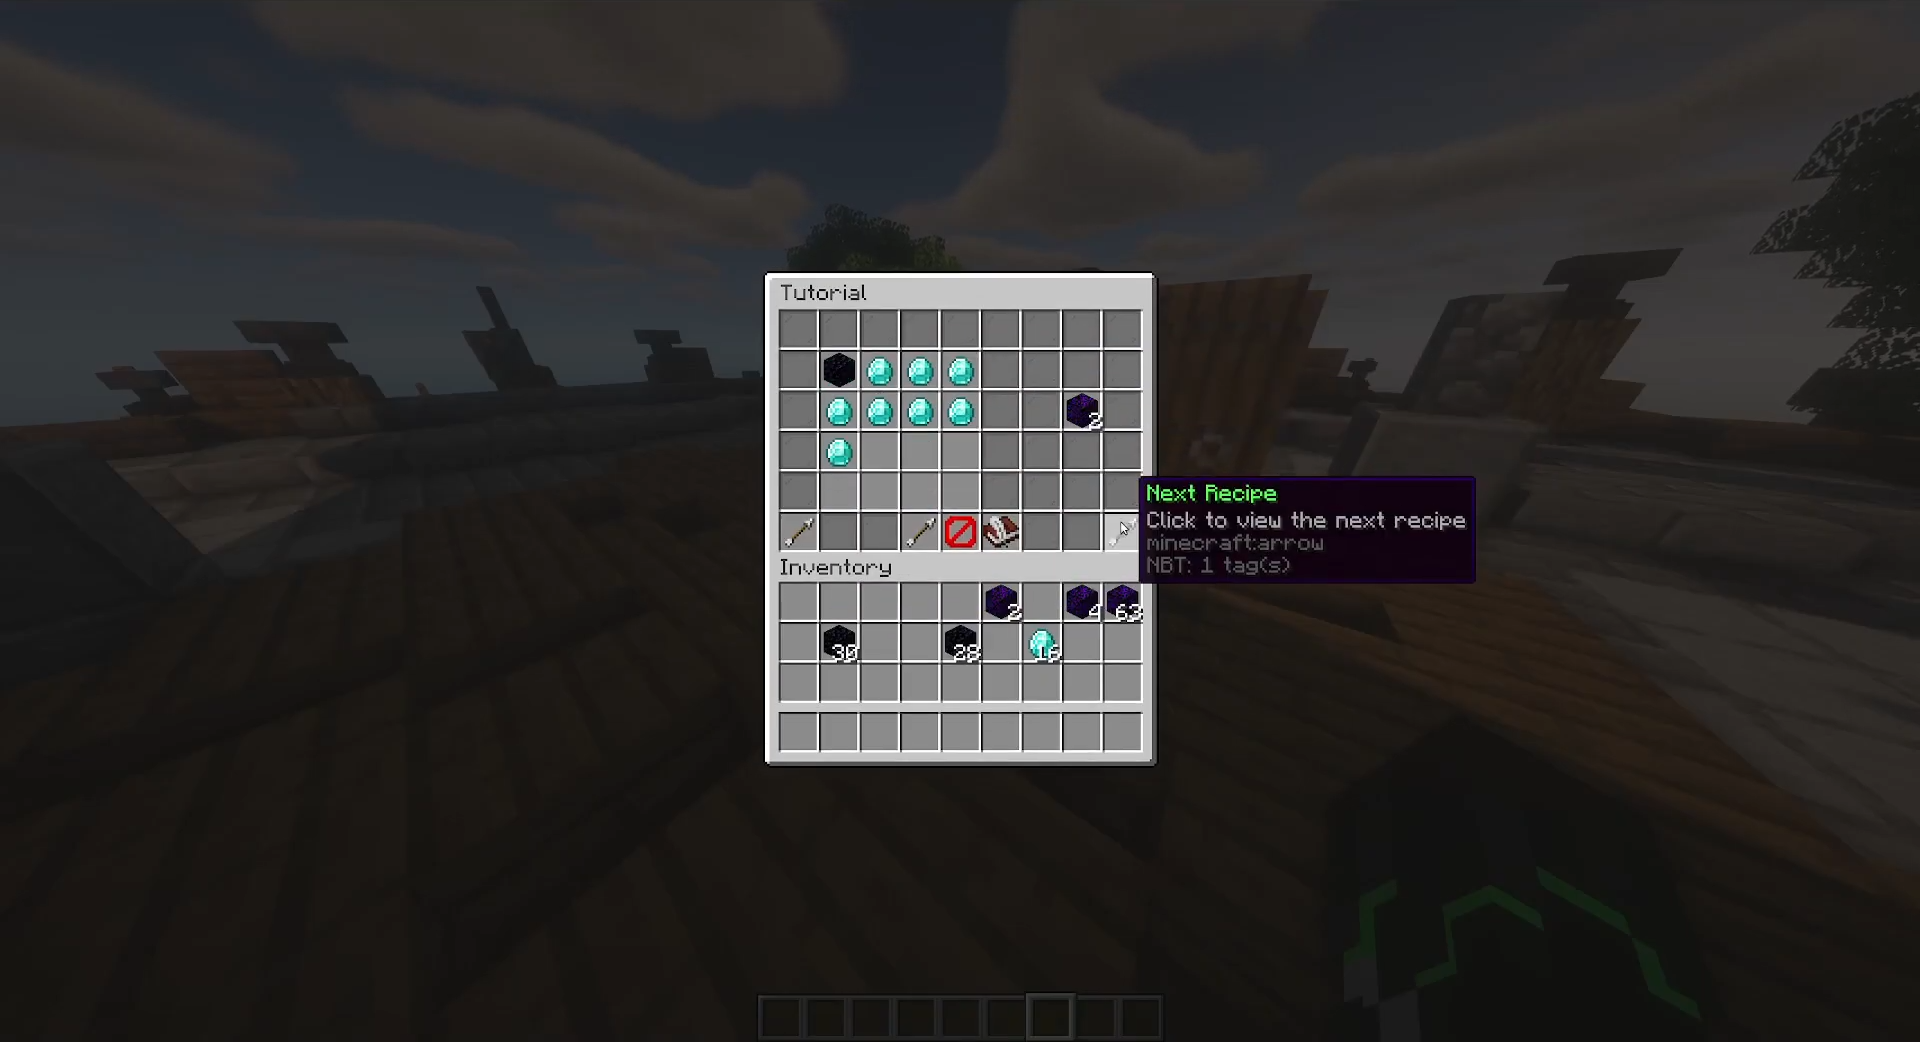 Tutorial
2
Next Recipe
Click to view the next recipe
minecraft:arrow
NBT: 1 tag(s)
Inventory
2 4 63
30 28 16